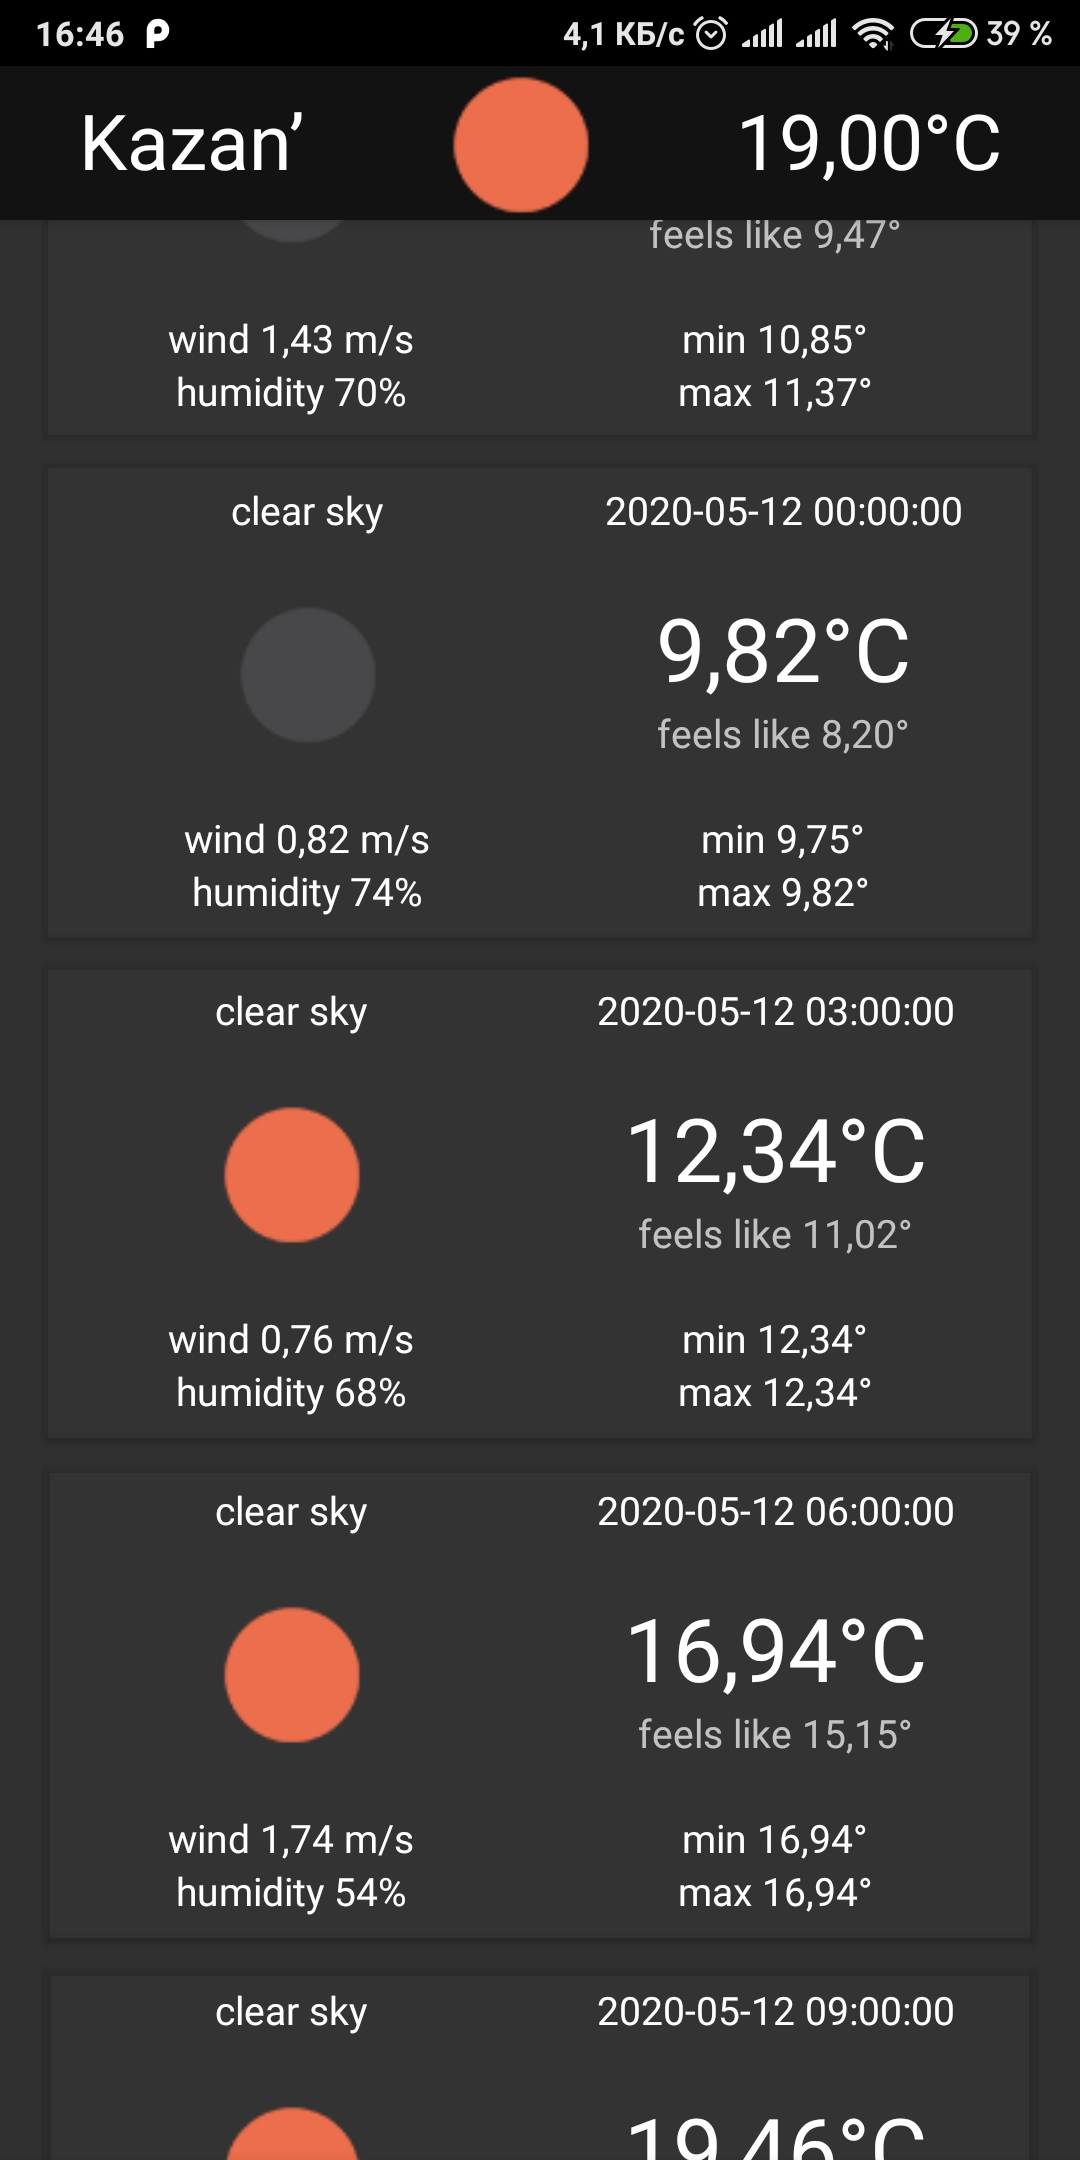 16:46 4,1 КБ/с 39 %
Kazan’ 19,00°C
feels like 9,47°
wind 1,43 m/s min 10,85°
humidity 70% max 11,37°
clear sky 2020-05-12 00:00:00
9,82°C
feels like 8,20°
wind 0,82 m/s min 9,75°
humidity 74% max 9,82°
clear sky 2020-05-12 03:00:00
12,34°C
feels like 11,02°
wind 0,76 m/s min 12,34°
humidity 68% max 12,34°
clear sky 2020-05-12 06:00:00
16,94°C
feels like 15,15°
wind 1,74 m/s min 16,94°
humidity 54% max 16,94°
clear sky 2020-05-12 09:00:00
19,46°C